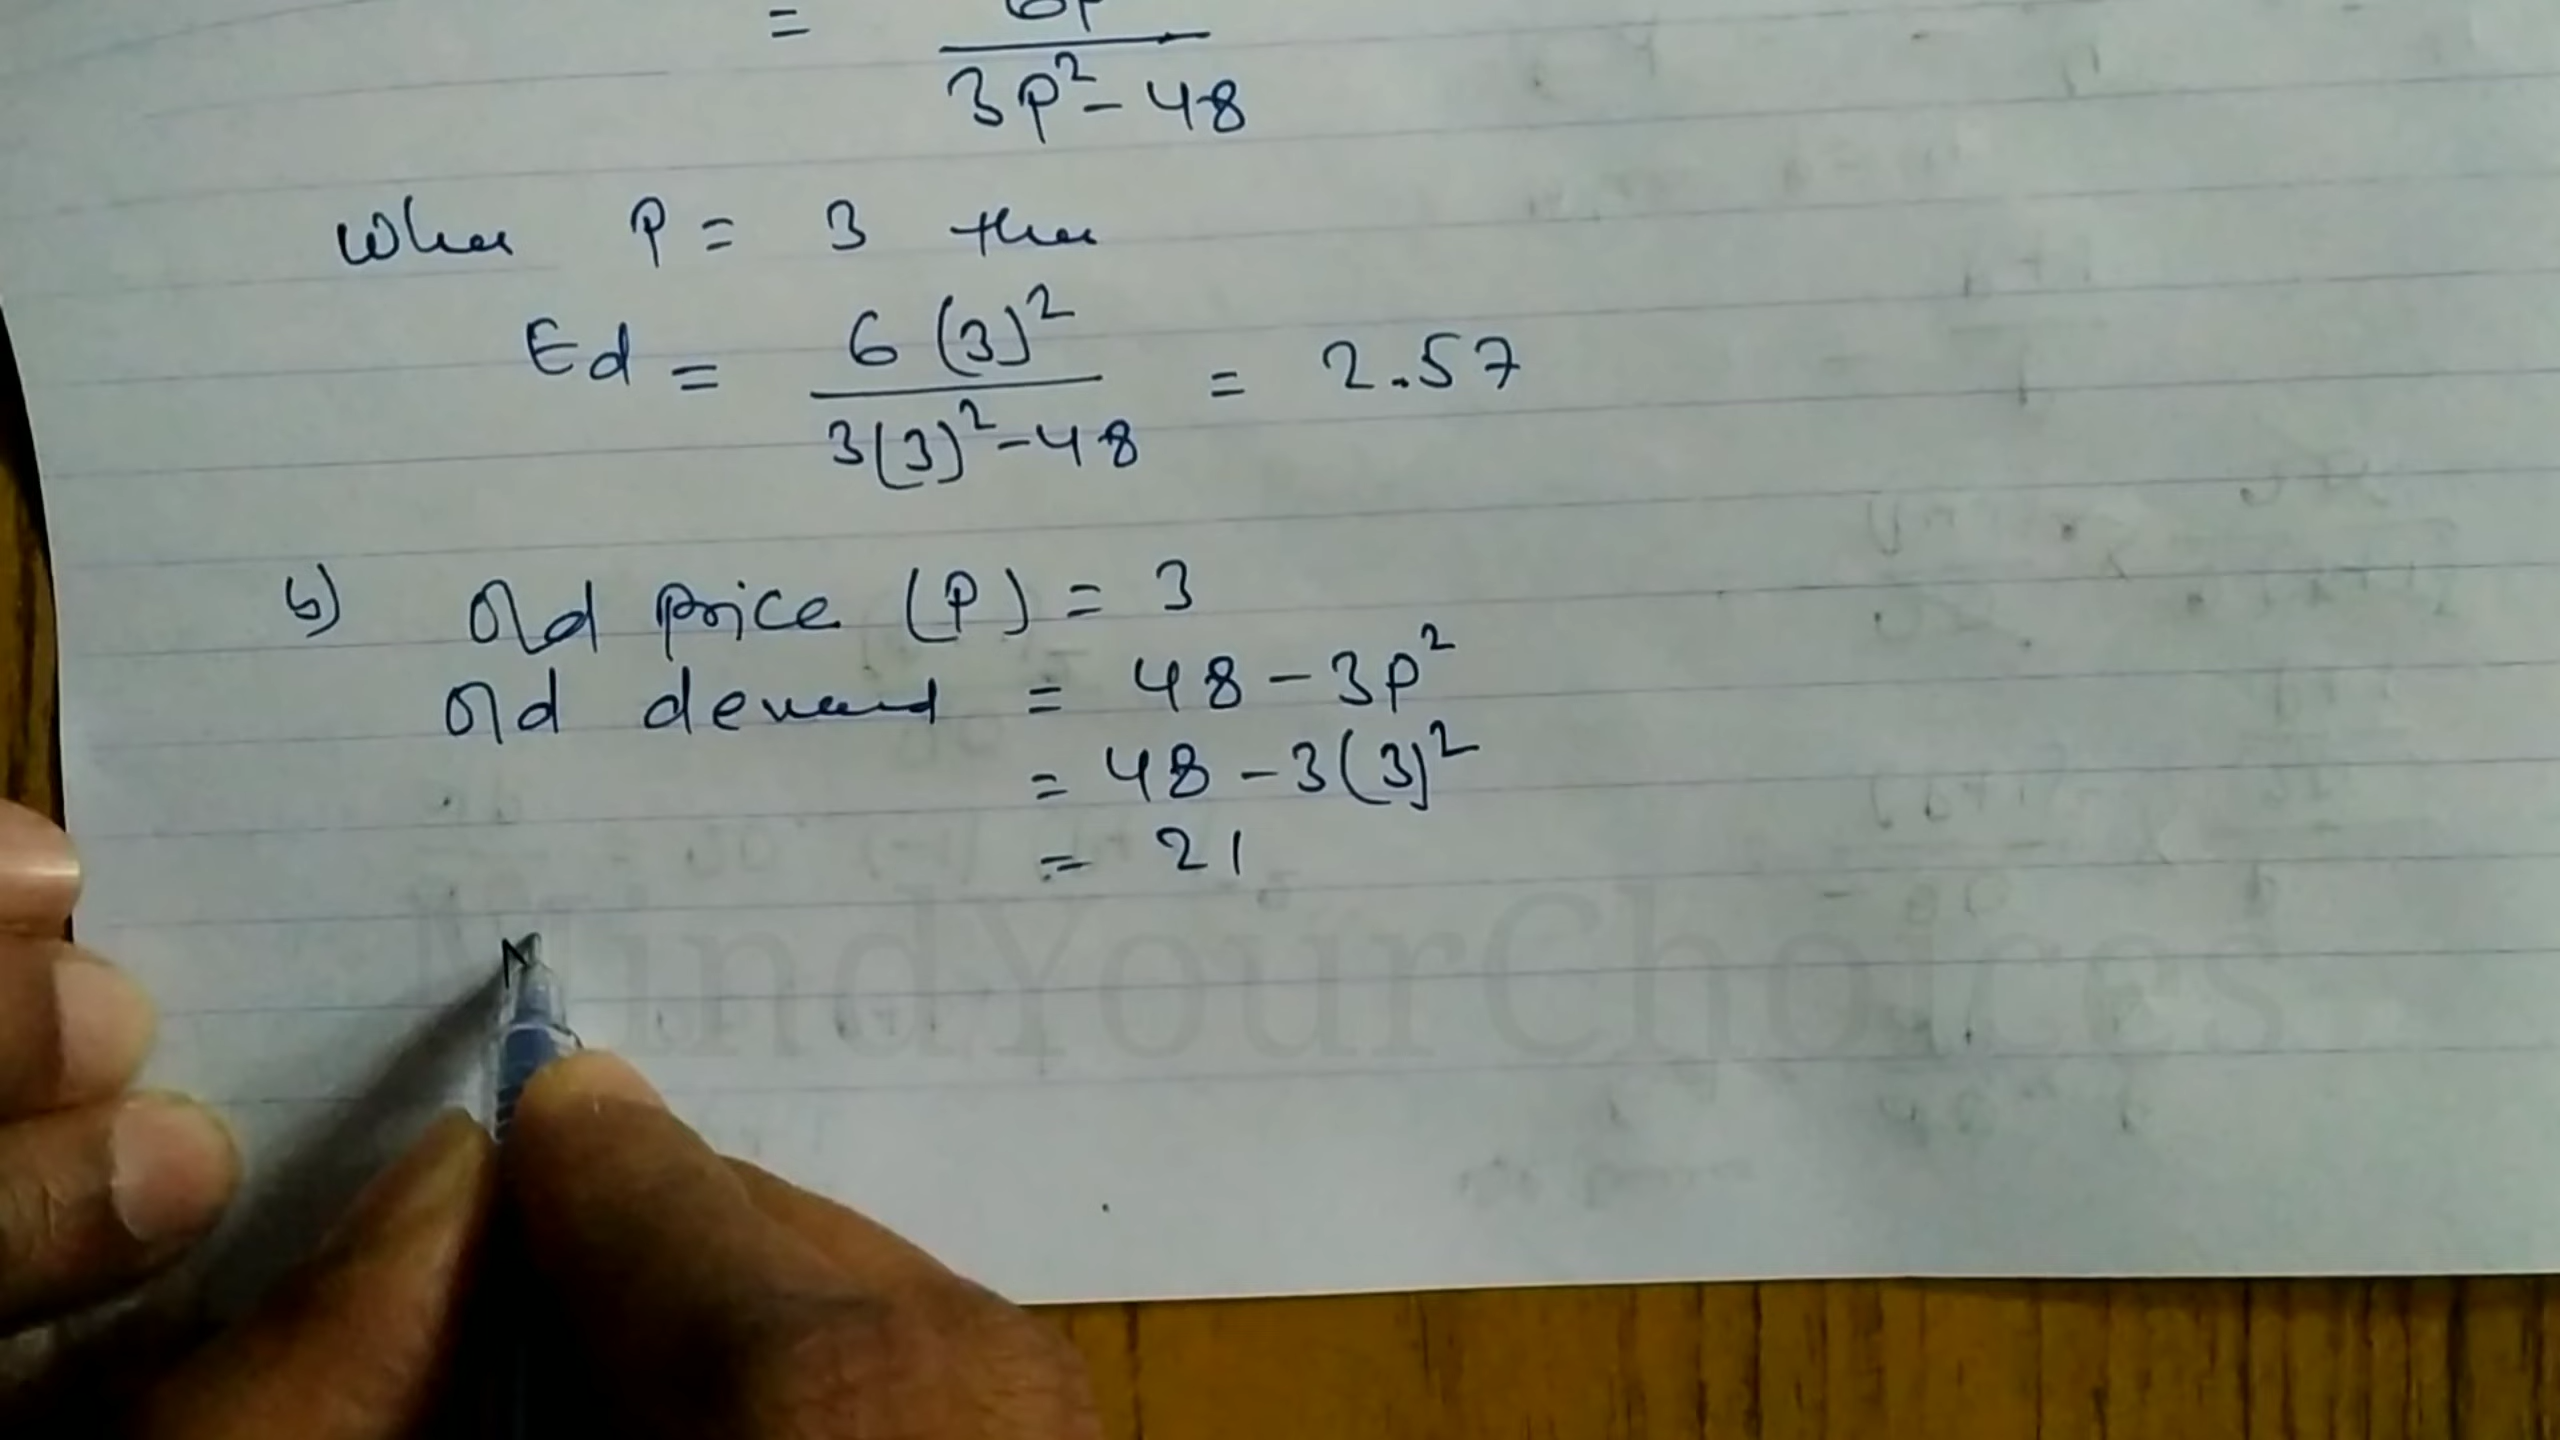 = 6P
3P² - 48
When P = 3 then
Ed = 6(3)² / 3(3)² - 48 = 2.57
b) Old price (P) = 3
Old demand = 48 - 3P²
= 48 - 3(3)²
= 21
N
MindYourChoices